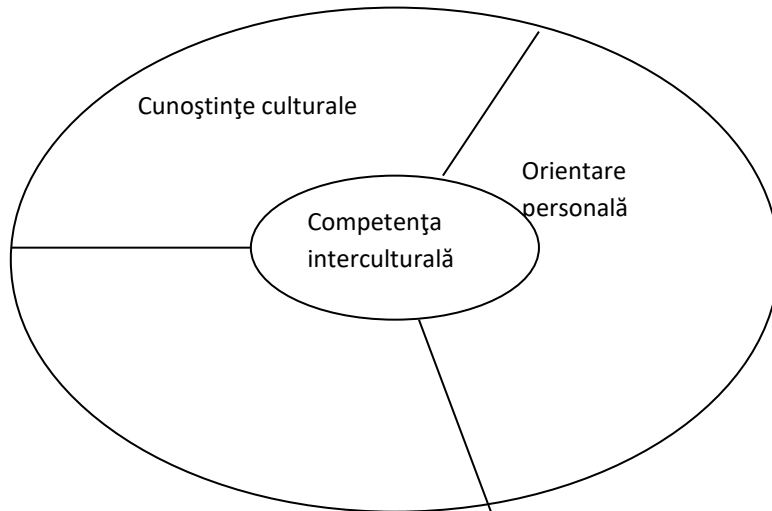 Cunoştinţe culturale
Orientare
personală
Competenţa
interculturală